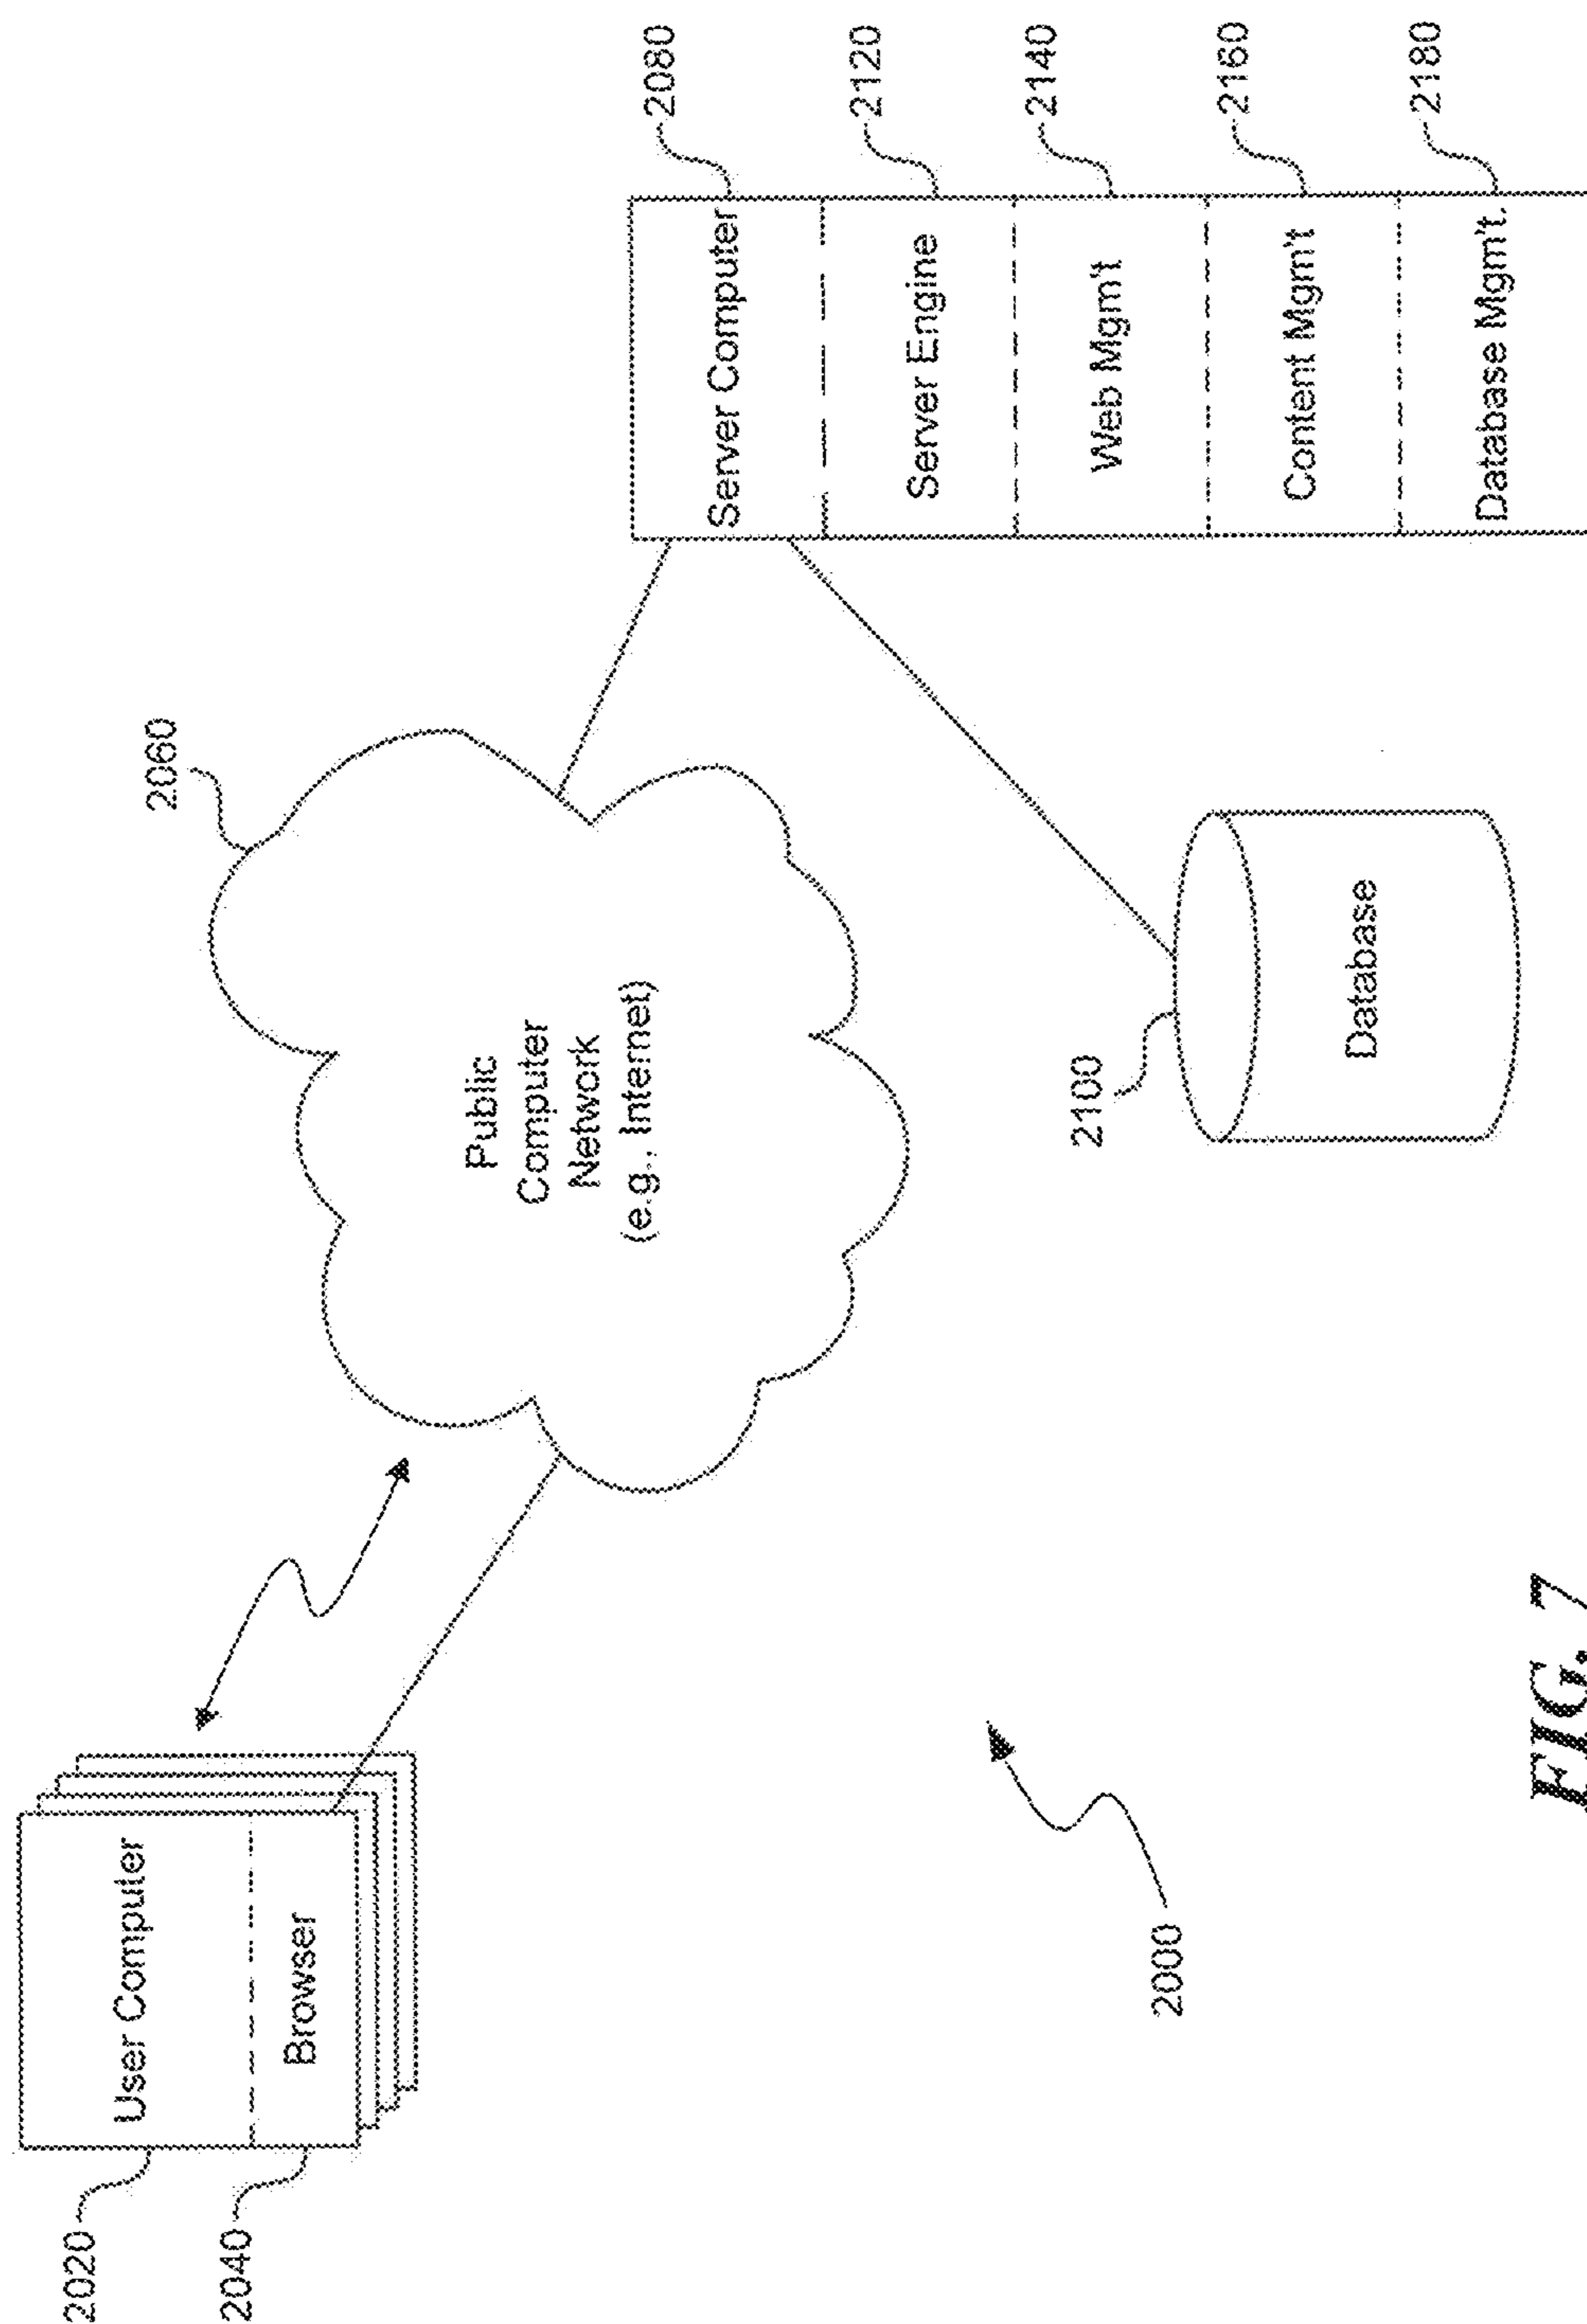 2020
User Computer
2040
Browser
2060
Public
Computer
Network
(e.g., Internet)
2080
Server Computer
2120
Server Engine
2140
Web Mgm't
2160
Content Mgm't
2180
Database Mgm't.
2100
Database
2000
FIG. 7